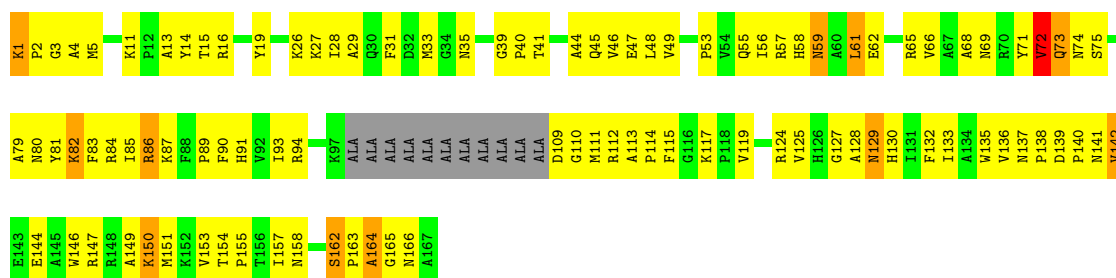 K1 P2 G3 A4 M5 K11 P12 A13 Y14 T15 R16 Y19 K26 K27 I28 A29 Q30 F31 D32 M33 G34 N35 G39 P40 T41 A44 Q45 V46 E47 L48 V49 P53 V54 Q55 I56 R57 H58 N59 A60 L61 E62 R65 V66 A67 A68 N69 R70 Y71 V72 Q73 N74 S75
A79 N80 Y81 K82 F83 R84 I85 R86 K87 F88 P89 F90 H91 V92 I93 R94 K97 ALA ALA ALA ALA ALA ALA ALA ALA ALA ALA D109 G110 M111 R112 A113 P114 F115 G116 K117 P118 V119 R124 V125 H126 G127 A128 N129 H130 I131 F132 I133 A134 W135 V136 N137 P138 D139 P140 N141 V142
E143 E144 A145 W146 R147 R148 A149 K150 M151 K152 V153 T154 P155 T156 I157 N158 S162 P163 A164 G165 N166 A167